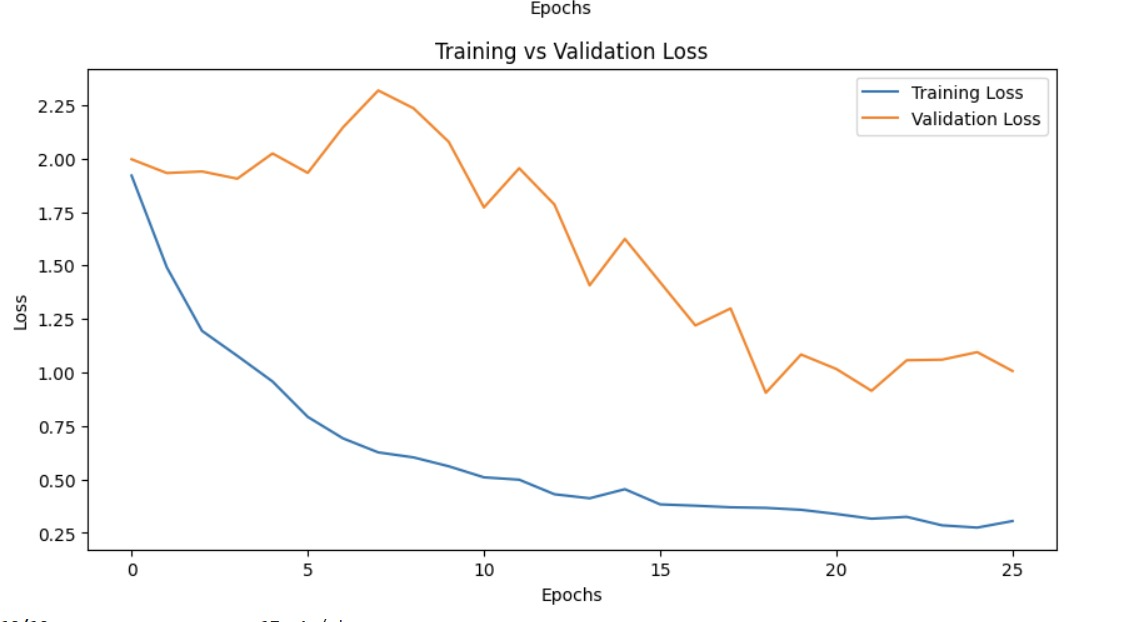 Epochs
Training vs Validation Loss
Training Loss
Validation Loss
2.25
2.00
1.75
1.50
1.25
1.00
0.75
0.50
0.25
Loss
0 5 10 15 20 25
Epochs